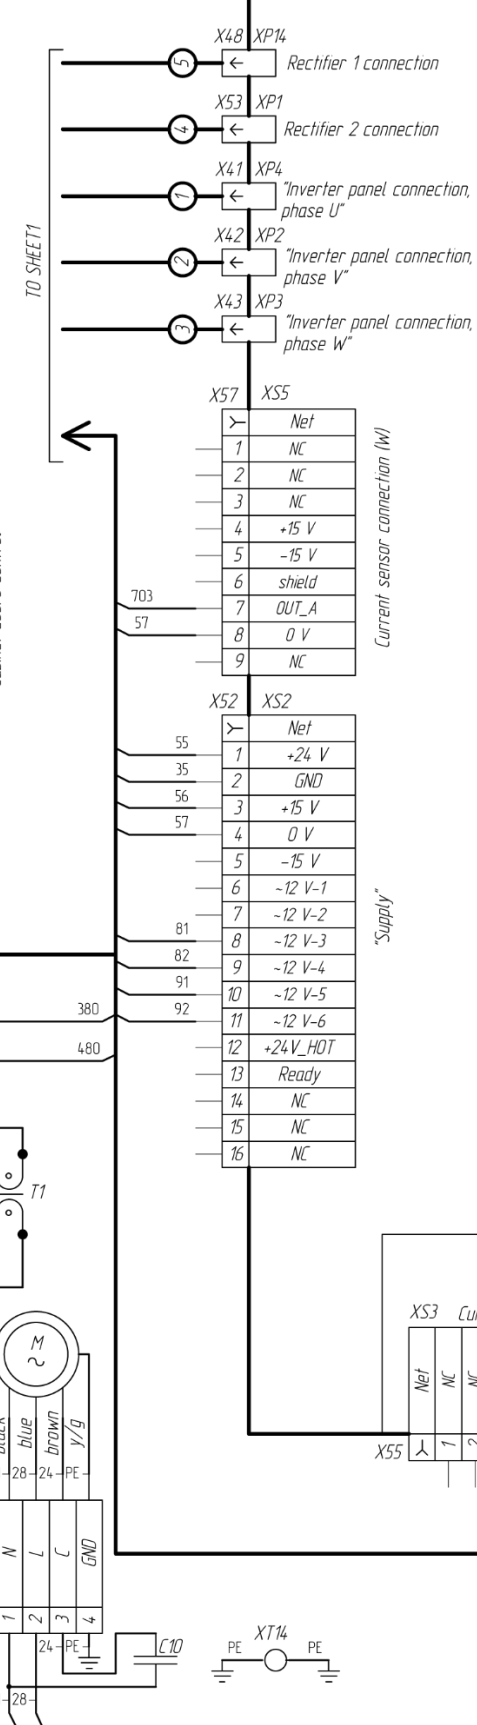 X48 XP14
5 ← Rectifier 1 connection
X53 XP1
4 ← Rectifier 2 connection
X41 XP4
1 ← "Inverter panel connection,
phase U"
X42 XP2
2 ← "Inverter panel connection,
phase V"
X43 XP3
3 ← "Inverter panel connection,
phase W"
TO SHEET1
X57 XS5
Net
1 NC
2 NC
3 NC
4 +15 V
5 -15 V
6 shield
703 7 OUT_A
57 8 0 V
9 NC
Current sensor connection (W)
X52 XS2
Net
55 1 +24 V
35 2 GND
56 3 +15 V
57 4 0 V
5 -15 V
6 ~12 V-1
7 ~12 V-2
81 8 ~12 V-3
82 9 ~12 V-4
91 10 ~12 V-5
92 11 ~12 V-6
12 +24V_HOT
13 Ready
14 NC
15 NC
16 NC
"Supply"
380
480
T1
M
~
blue
brown
y/g
28 24 PE
N L C GND
1 2 3 4
24 PE
28
C10
XT14
PE PE
XS3
Net NC NC
X55 1 2